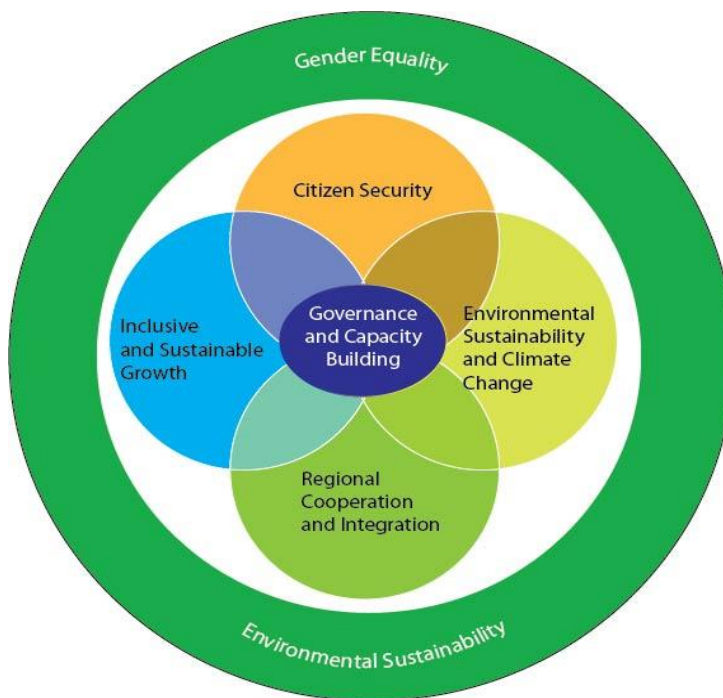 Gender Equality
Citizen Security
Inclusive
and Sustainable
Growth
Governance
and Capacity
Building
Environmental
Sustainability
and Climate
Change
Regional
Cooperation
and Integration
Environmental Sustainability